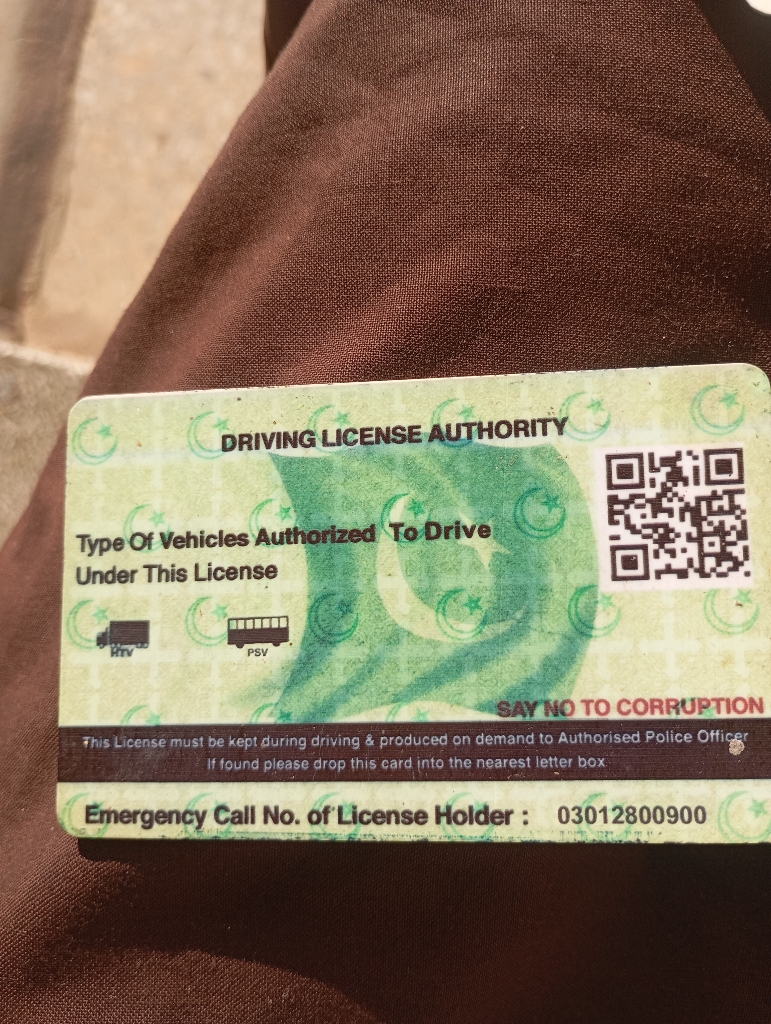 DRIVING LICENSE AUTHORITY
Type Of Vehicles Authorized To Drive
Under This License
HTV PSV
SAY NO TO CORRUPTION
This License must be kept during driving & produced on demand to Authorised Police Officer
If found please drop this card into the nearest letter box
Emergency Call No. of License Holder : 03012800900